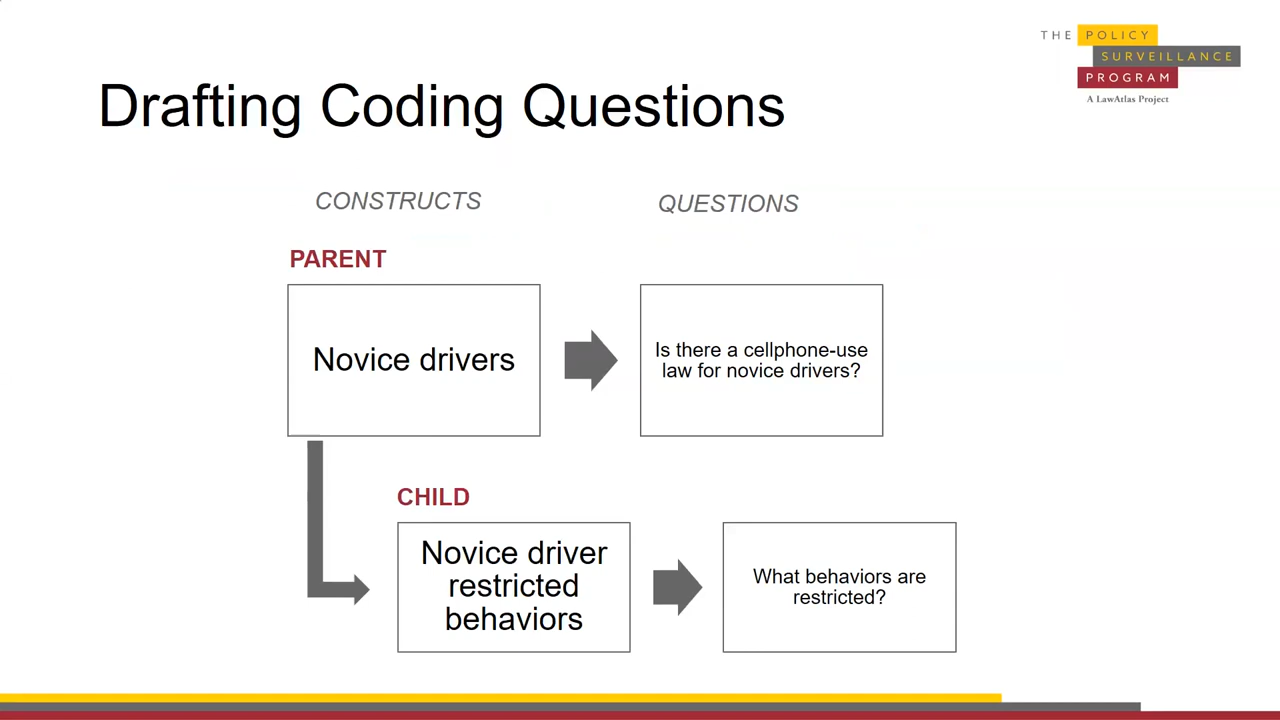 THE POLICY
SURVEILLANCE
PROGRAM
A LawAtlas Project
Drafting Coding Questions
CONSTRUCTS
QUESTIONS
PARENT
Novice drivers
Is there a cellphone-use
law for novice drivers?
CHILD
Novice driver
restricted
behaviors
What behaviors are
restricted?